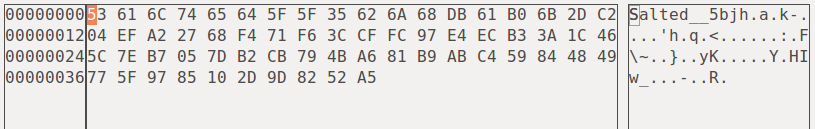 00000000 53 61 6C 74 65 64 5F 5F 35 62 6A 68 DB 61 B0 6B 2D C2 Salted__5bjh.a.k-.
00000012 04 EF A2 27 68 F4 71 F6 3C CF FC 97 E4 EC B3 3A 1C 46 ...'h.q.<......:.F
00000024 5C 7E B7 05 7D B2 CB 79 4B A6 81 B9 AB C4 59 84 48 49 \~..}..yK.....Y.HI
00000036 77 5F 97 85 10 2D 9D 82 52 A5 w_...-..R.